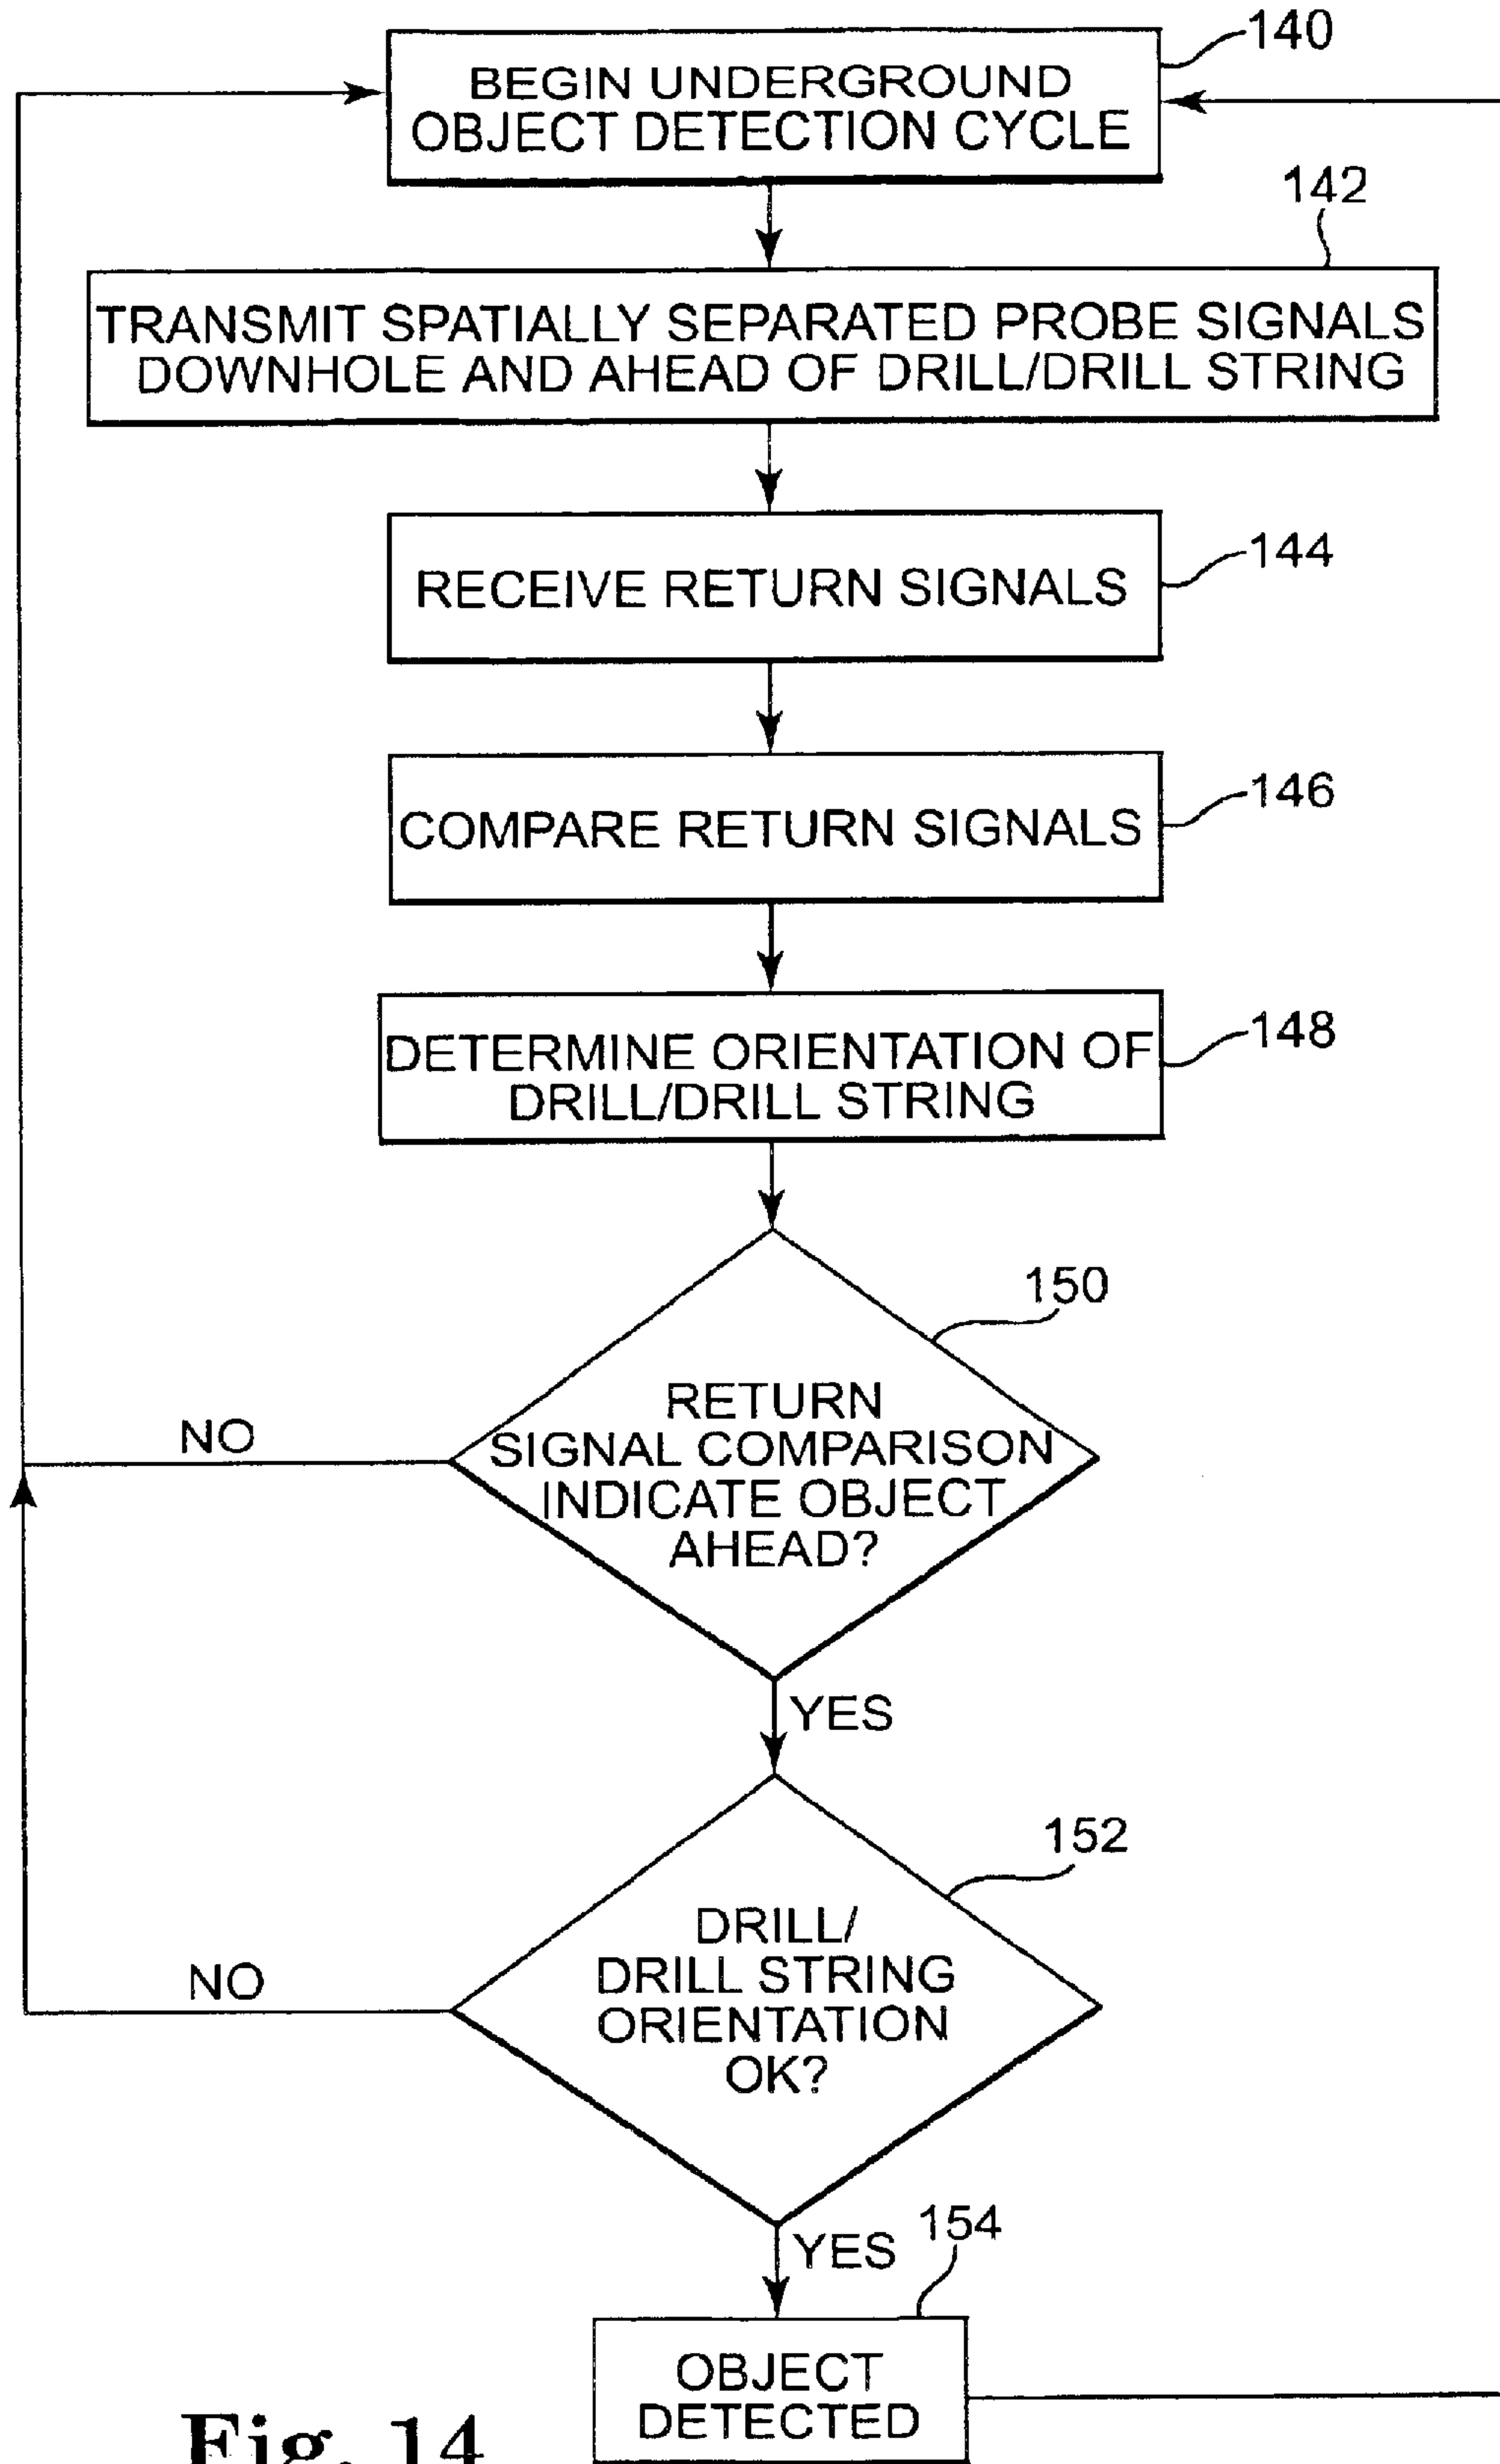 140
BEGIN UNDERGROUND
OBJECT DETECTION CYCLE
142
TRANSMIT SPATIALLY SEPARATED PROBE SIGNALS
DOWNHOLE AND AHEAD OF DRILL/DRILL STRING
144
RECEIVE RETURN SIGNALS
146
COMPARE RETURN SIGNALS
148
DETERMINE ORIENTATION OF
DRILL/DRILL STRING
150
RETURN
SIGNAL COMPARISON
INDICATE OBJECT
AHEAD?
NO
YES
152
DRILL/
DRILL STRING
ORIENTATION
OK?
NO
YES
154
OBJECT
DETECTED
Fig. 14